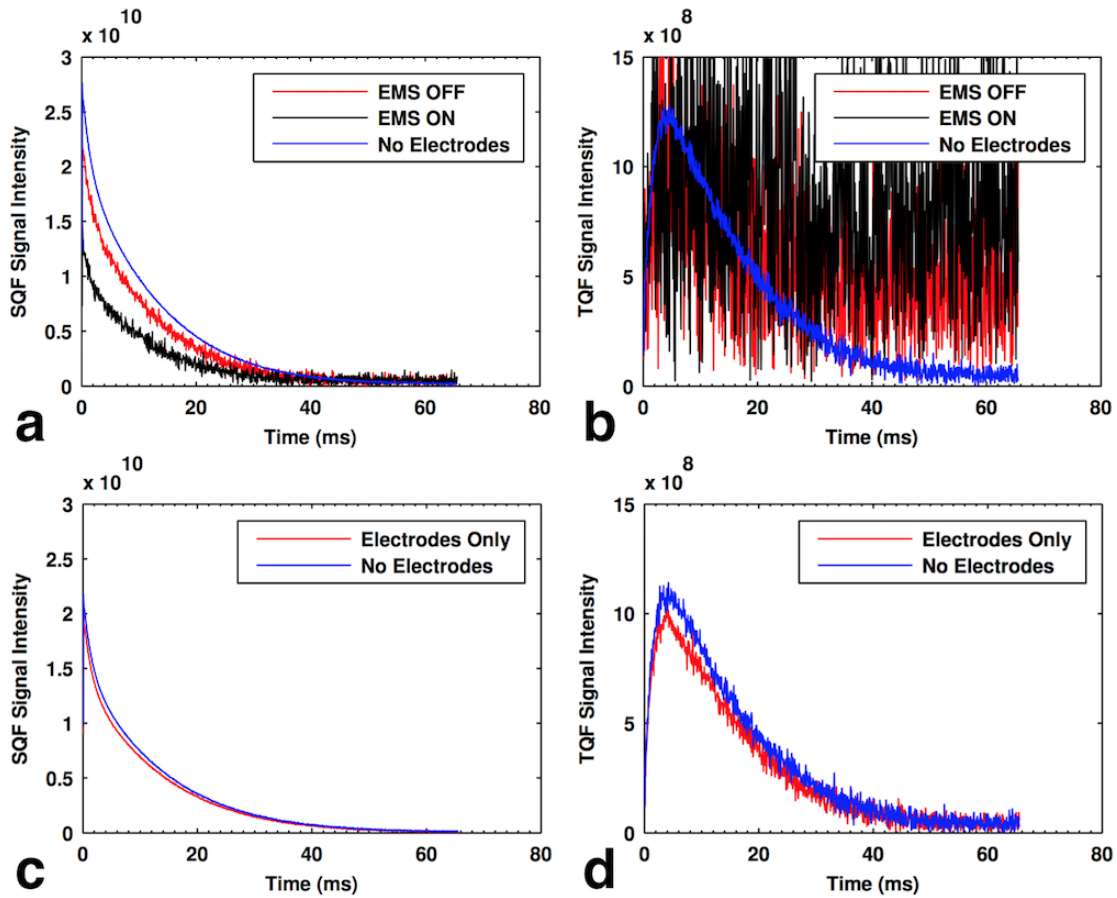 x 10
10
3
2.5
2
1.5
1
0.5
0
SQF Signal Intensity
EMS OFF
EMS ON
No Electrodes
0 20 40 60 80
Time (ms)
a
x 10
8
15
10
5
0
TQF Signal Intensity
EMS OFF
EMS ON
No Electrodes
0 20 40 60 80
Time (ms)
b
x 10
10
3
2.5
2
1.5
1
0.5
0
SQF Signal Intensity
Electrodes Only
No Electrodes
0 20 40 60 80
Time (ms)
c
x 10
8
15
10
5
0
TQF Signal Intensity
Electrodes Only
No Electrodes
0 20 40 60 80
Time (ms)
d